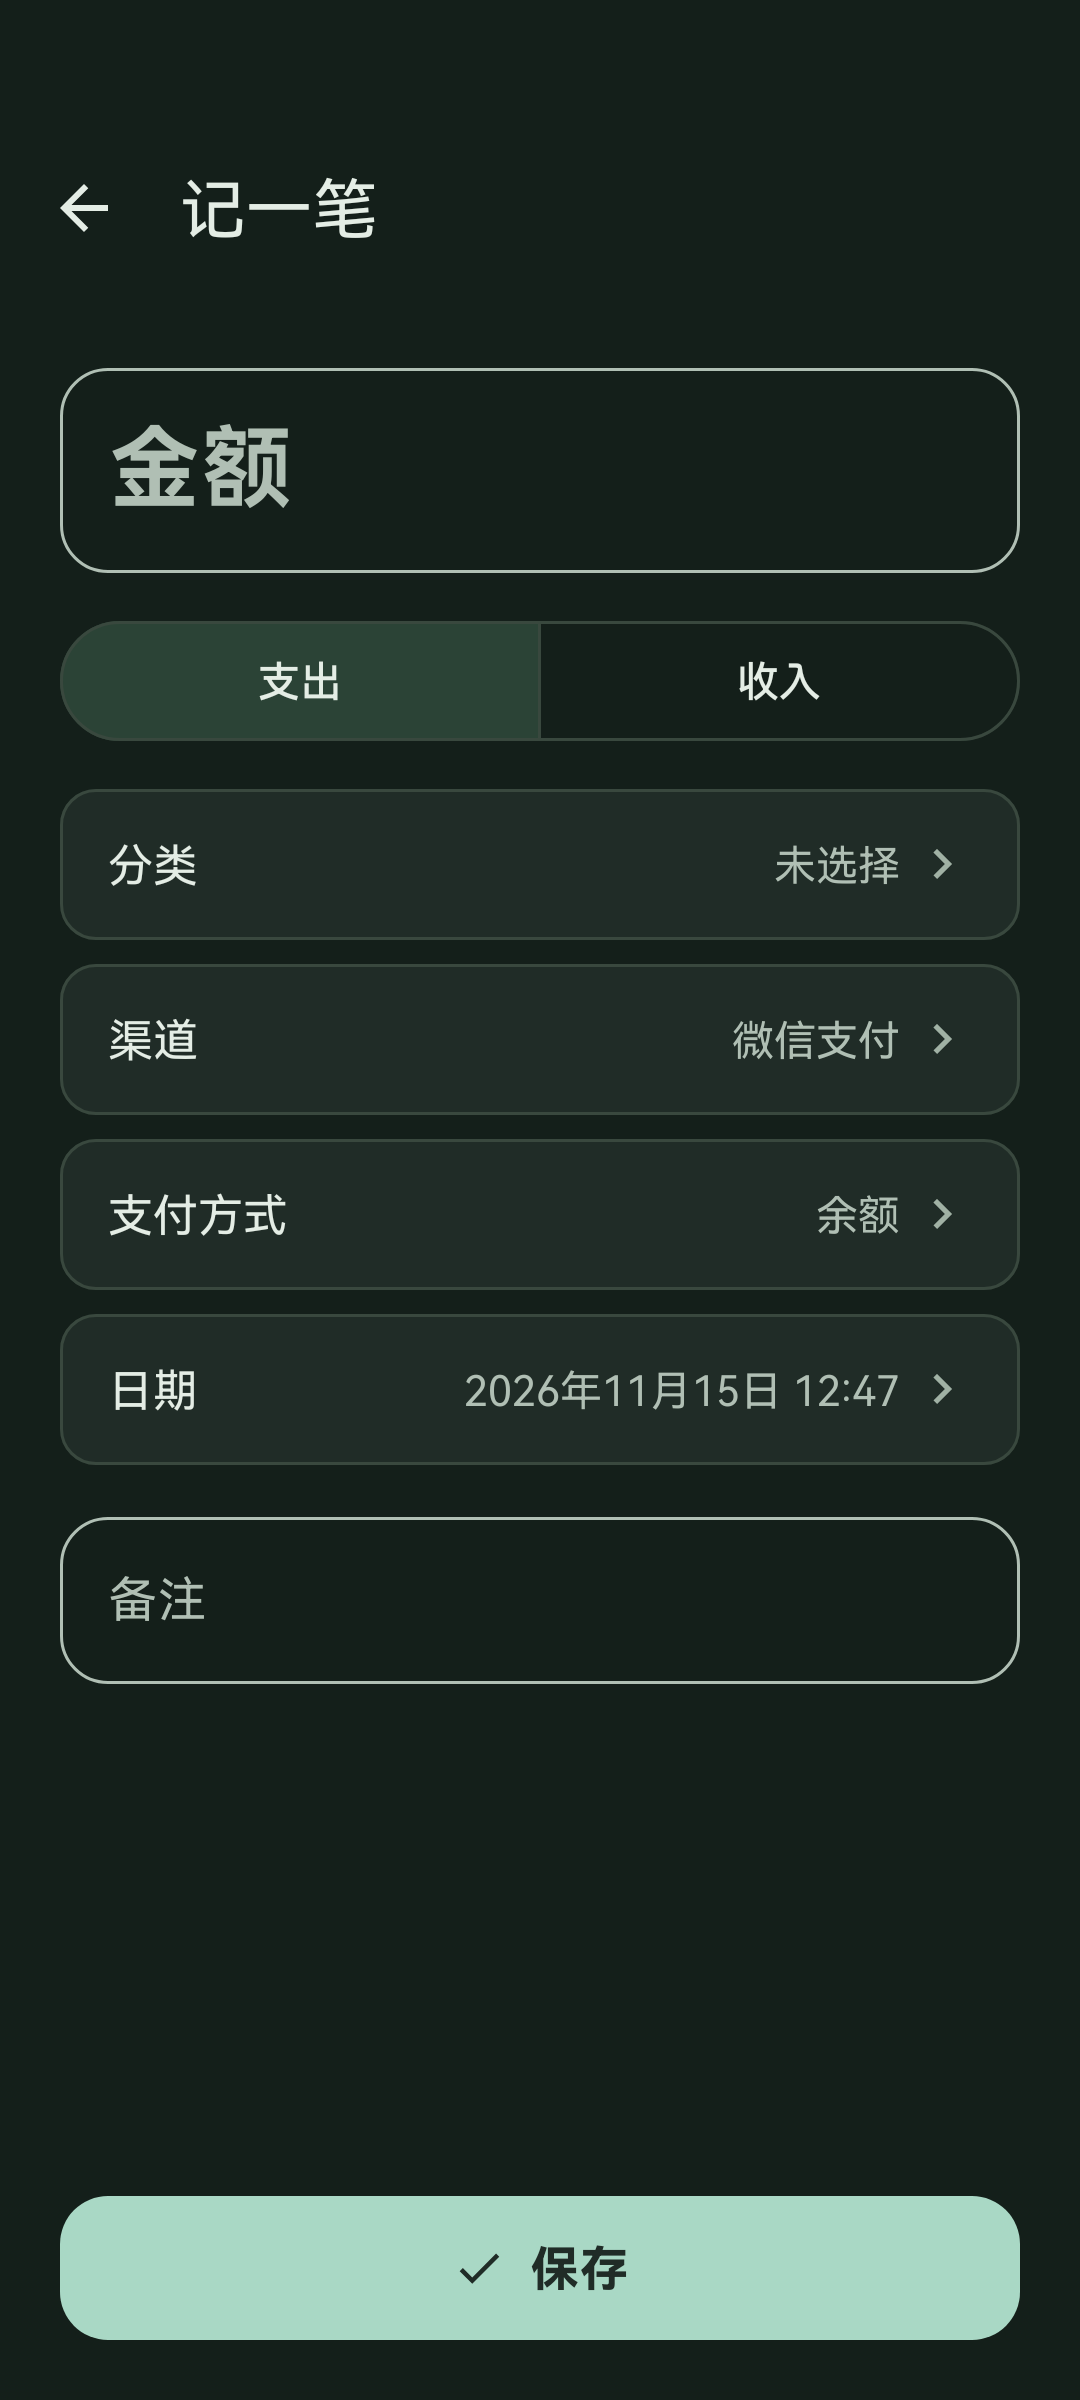 记一笔
金额
支出 收入
分类 未选择
渠道 微信支付
支付方式 余额
日期 2026年11月15日 12:47
备注
保存